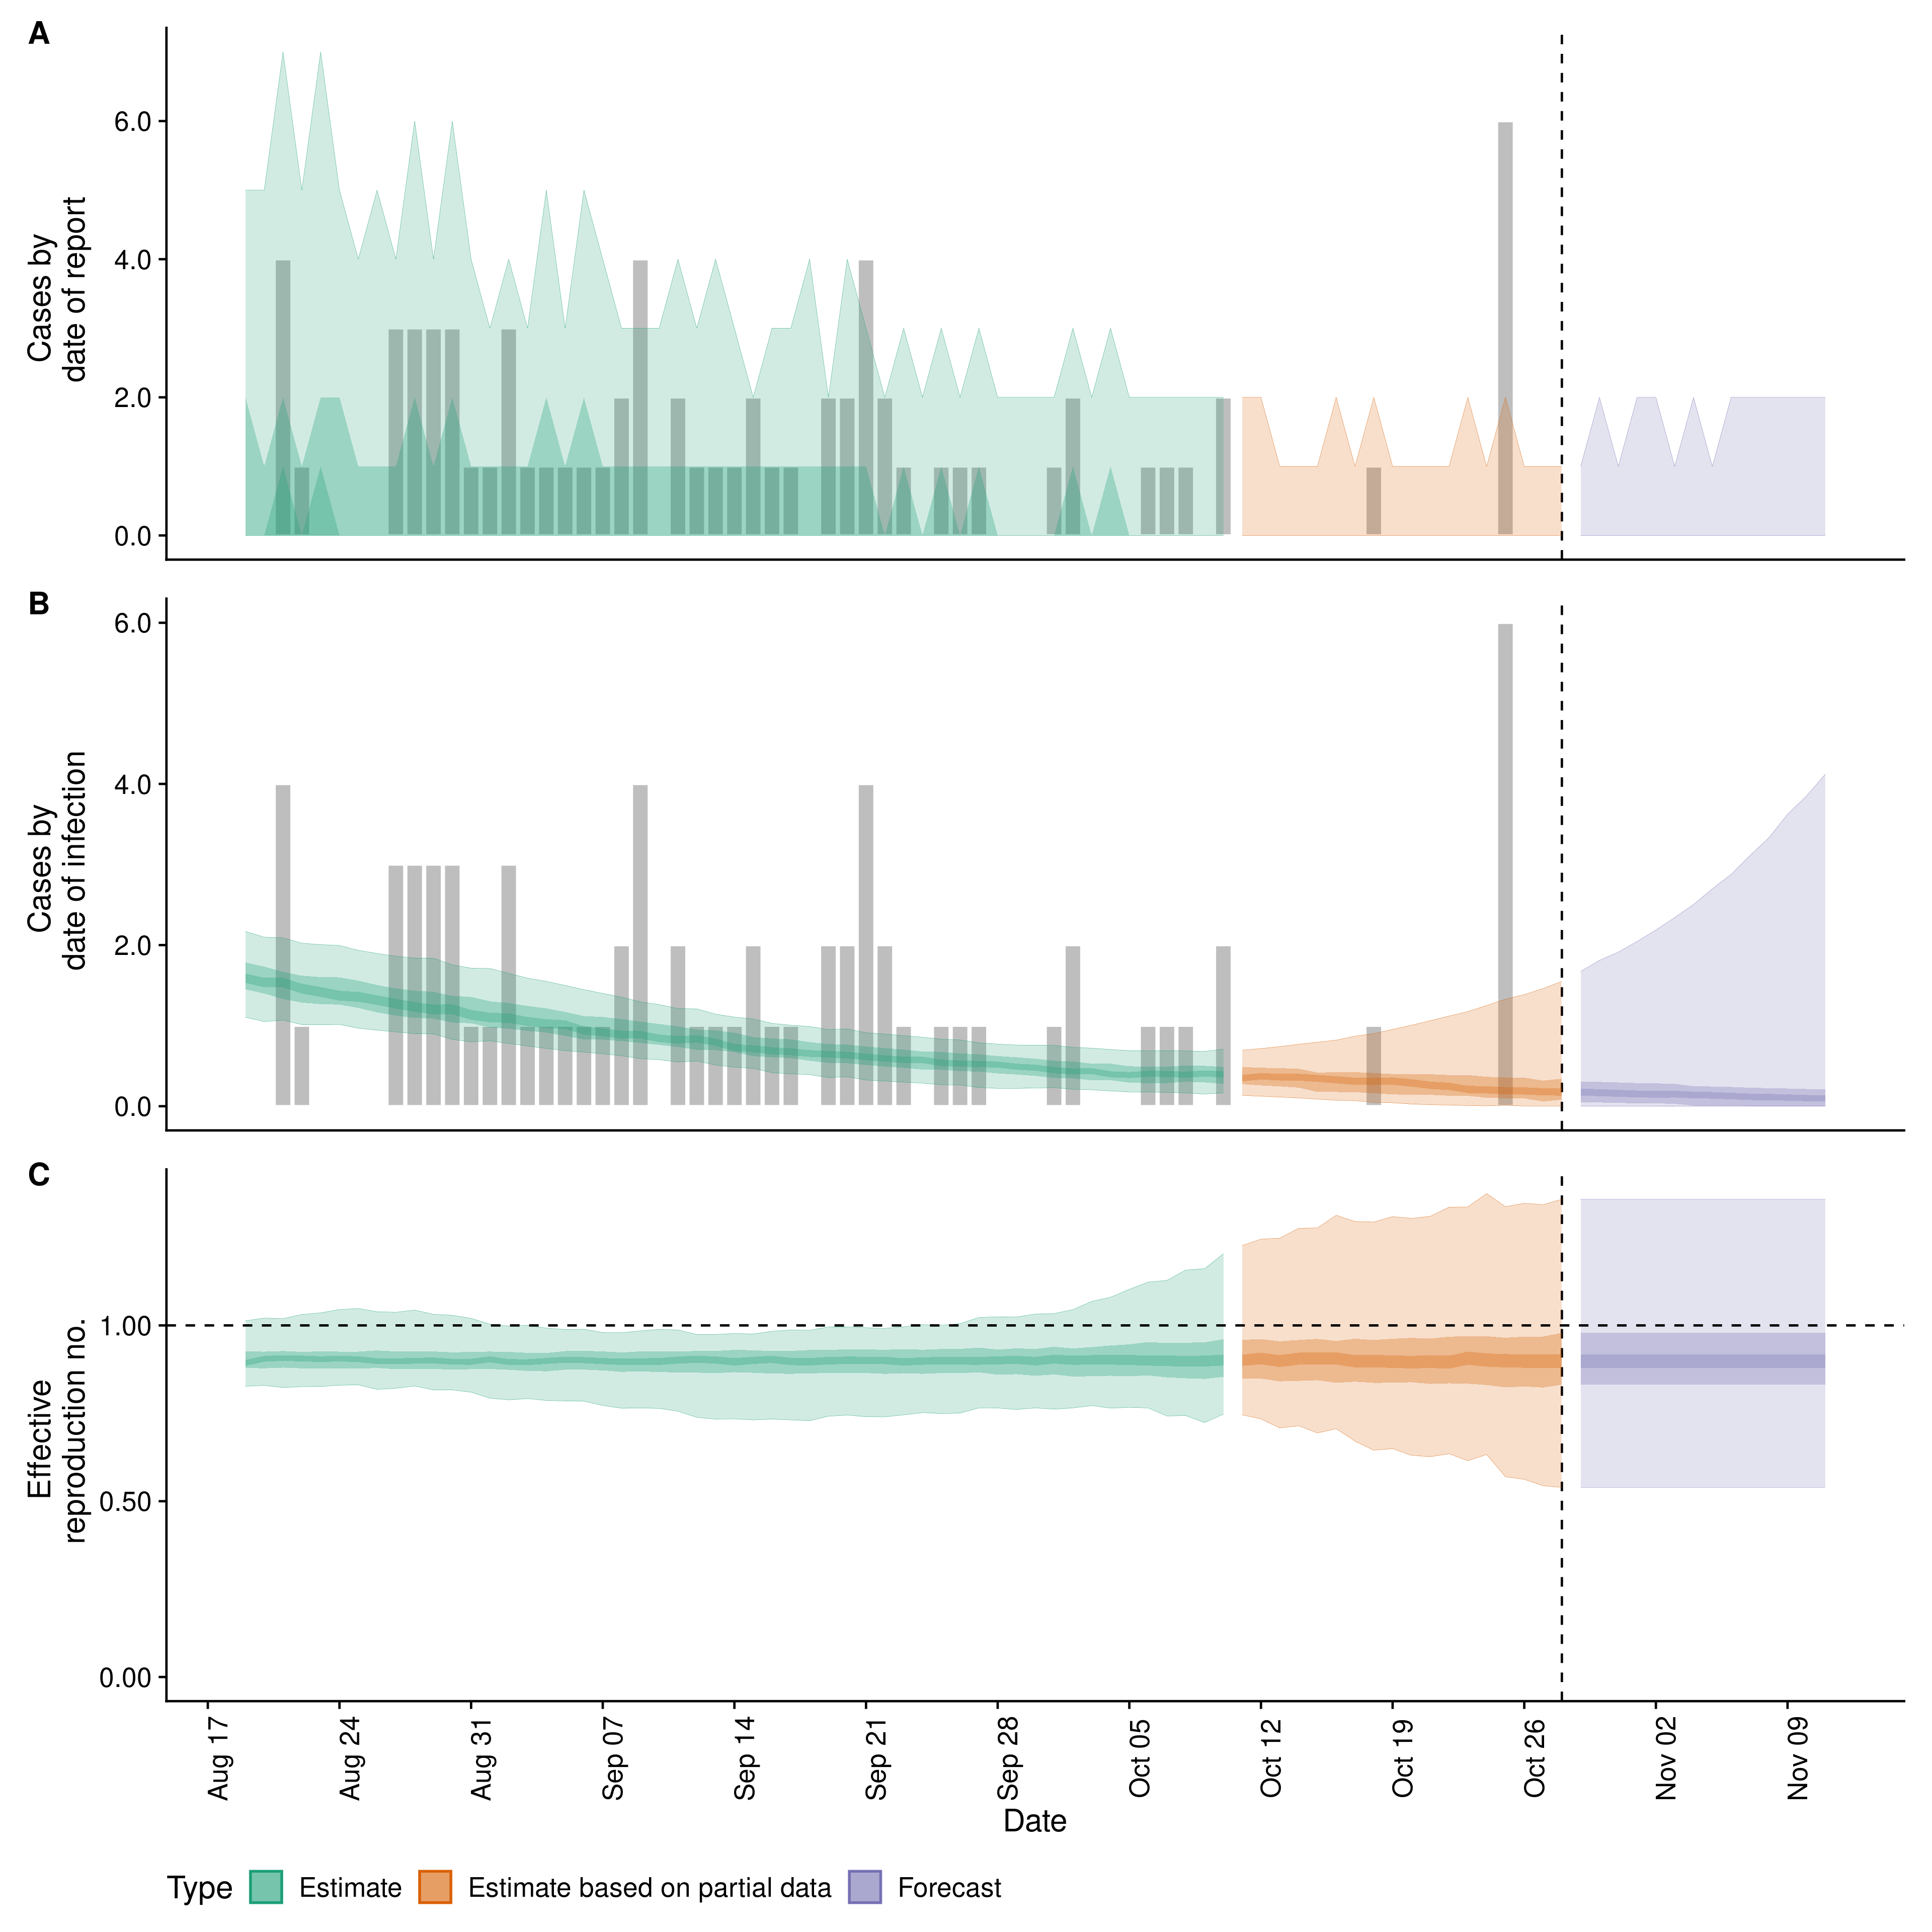 A
Cases by
date of report
6.0
4.0
2.0
0.0
B
Cases by
date of infection
6.0
4.0
2.0
0.0
C
Effective
reproduction no.
1.00
0.50
0.00
Aug 17
Aug 24
Aug 31
Sep 07
Sep 14
Sep 21
Sep 28
Oct 05
Oct 12
Oct 19
Oct 26
Nov 02
Nov 09
Date
Type
Estimate
Estimate based on partial data
Forecast